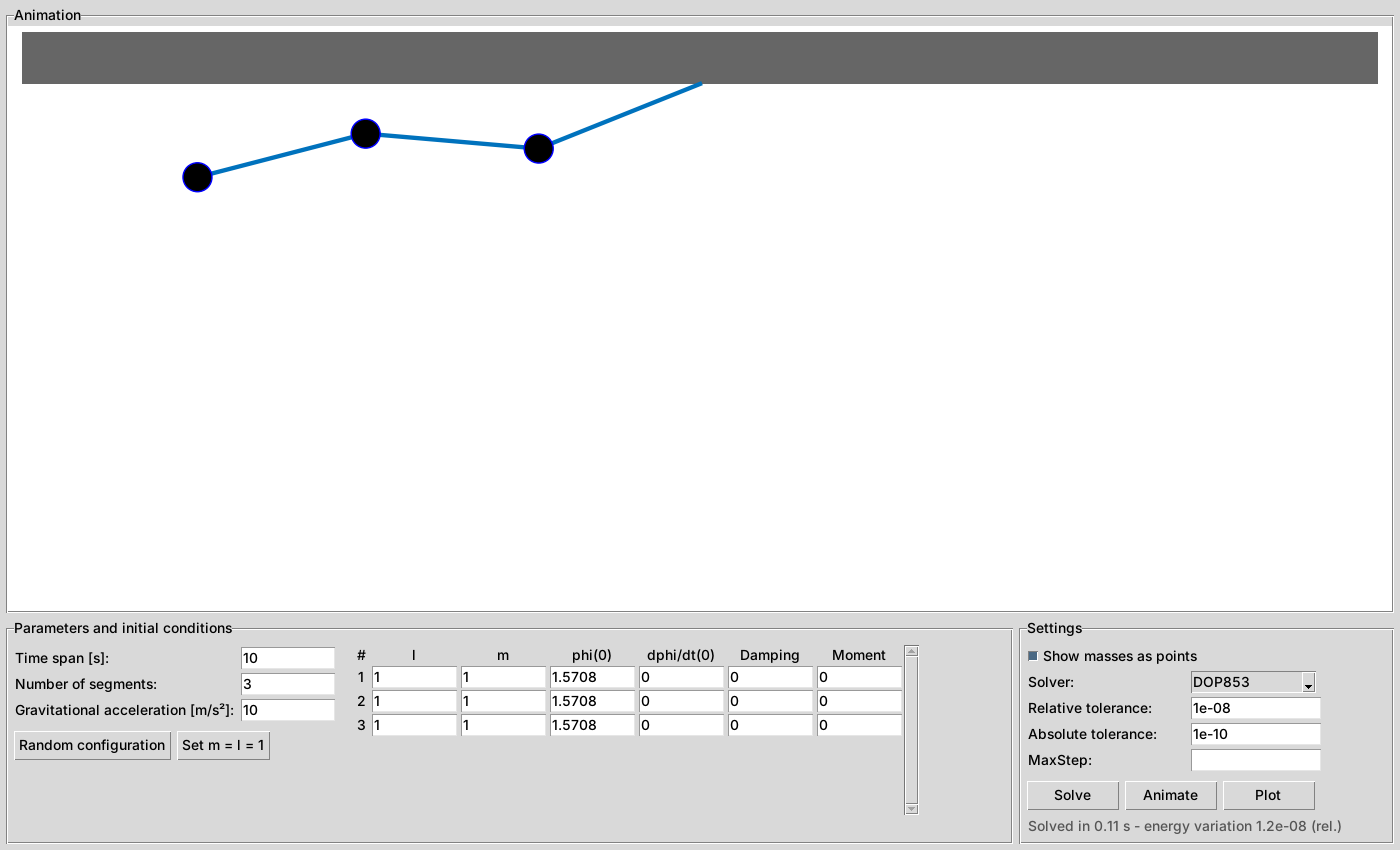 Animation
Parameters and initial conditions
Time span [s]: 10
Number of segments: 3
Gravitational acceleration [m/s²]: 10
Random configuration Set m = l = 1
# l m phi(0) dphi/dt(0) Damping Moment
1 1 1 1.5708 0 0 0
2 1 1 1.5708 0 0 0
3 1 1 1.5708 0 0 0
Settings
Show masses as points
Solver: DOP853
Relative tolerance: 1e-08
Absolute tolerance: 1e-10
MaxStep:
Solve Animate Plot
Solved in 0.11 s - energy variation 1.2e-08 (rel.)